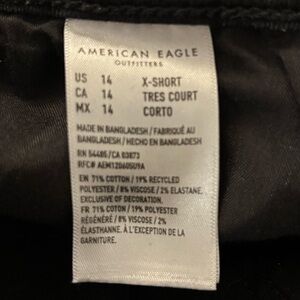 AMERICAN EAGLE
OUTFITTERS
US 14 X-SHORT
CA 14 TRES COURT
MX 14 CORTO
MADE IN BANGLADESH / FABRIQUÉ AU
BANGLADESH / HECHO EN BANGLADESH
RN 54485/CA 03873
RFC# AEM120605U9A
EN 71% COTTON / 19% RECYCLED
POLYESTER / 8% VISCOSE / 2% ELASTANE.
EXCLUSIVE OF DECORATION.
FR 71% COTON / 19% POLYESTER
RÉGÉNÉRÉ / 8% VISCOSE / 2%
ÉLASTHANNE. À L'EXCLUSION DE LA
GARNITURE.